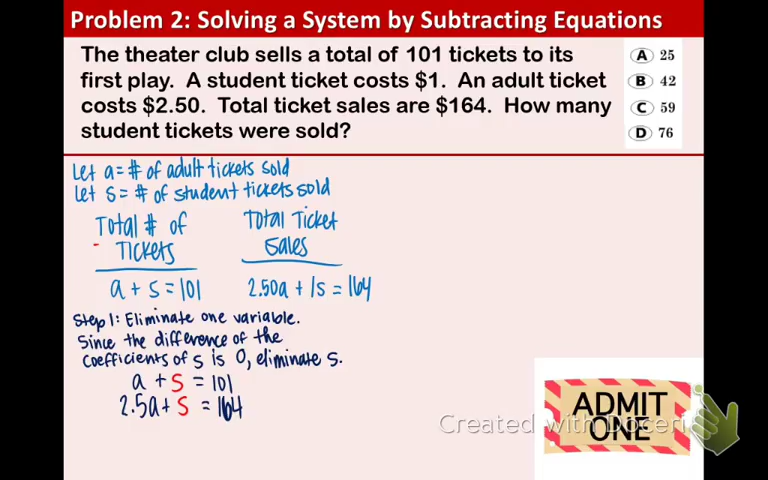 Problem 2: Solving a System by Subtracting Equations
The theater club sells a total of 101 tickets to its
first play. A student ticket costs $1. An adult ticket
costs $2.50. Total ticket sales are $164. How many
student tickets were sold?
A 25
B 42
C 59
D 76
Let a = # of adult tickets sold
let s = # of student tickets sold
Total # of
Tickets
a + s = 101
Total Ticket
Sales
2.50a + 1s = 164
Step 1: Eliminate one variable.
Since the difference of the
coefficients of s is 0, eliminate s.
a + s = 101
2.5a + s = 164
ADMIT
ONE
Created with Doceri